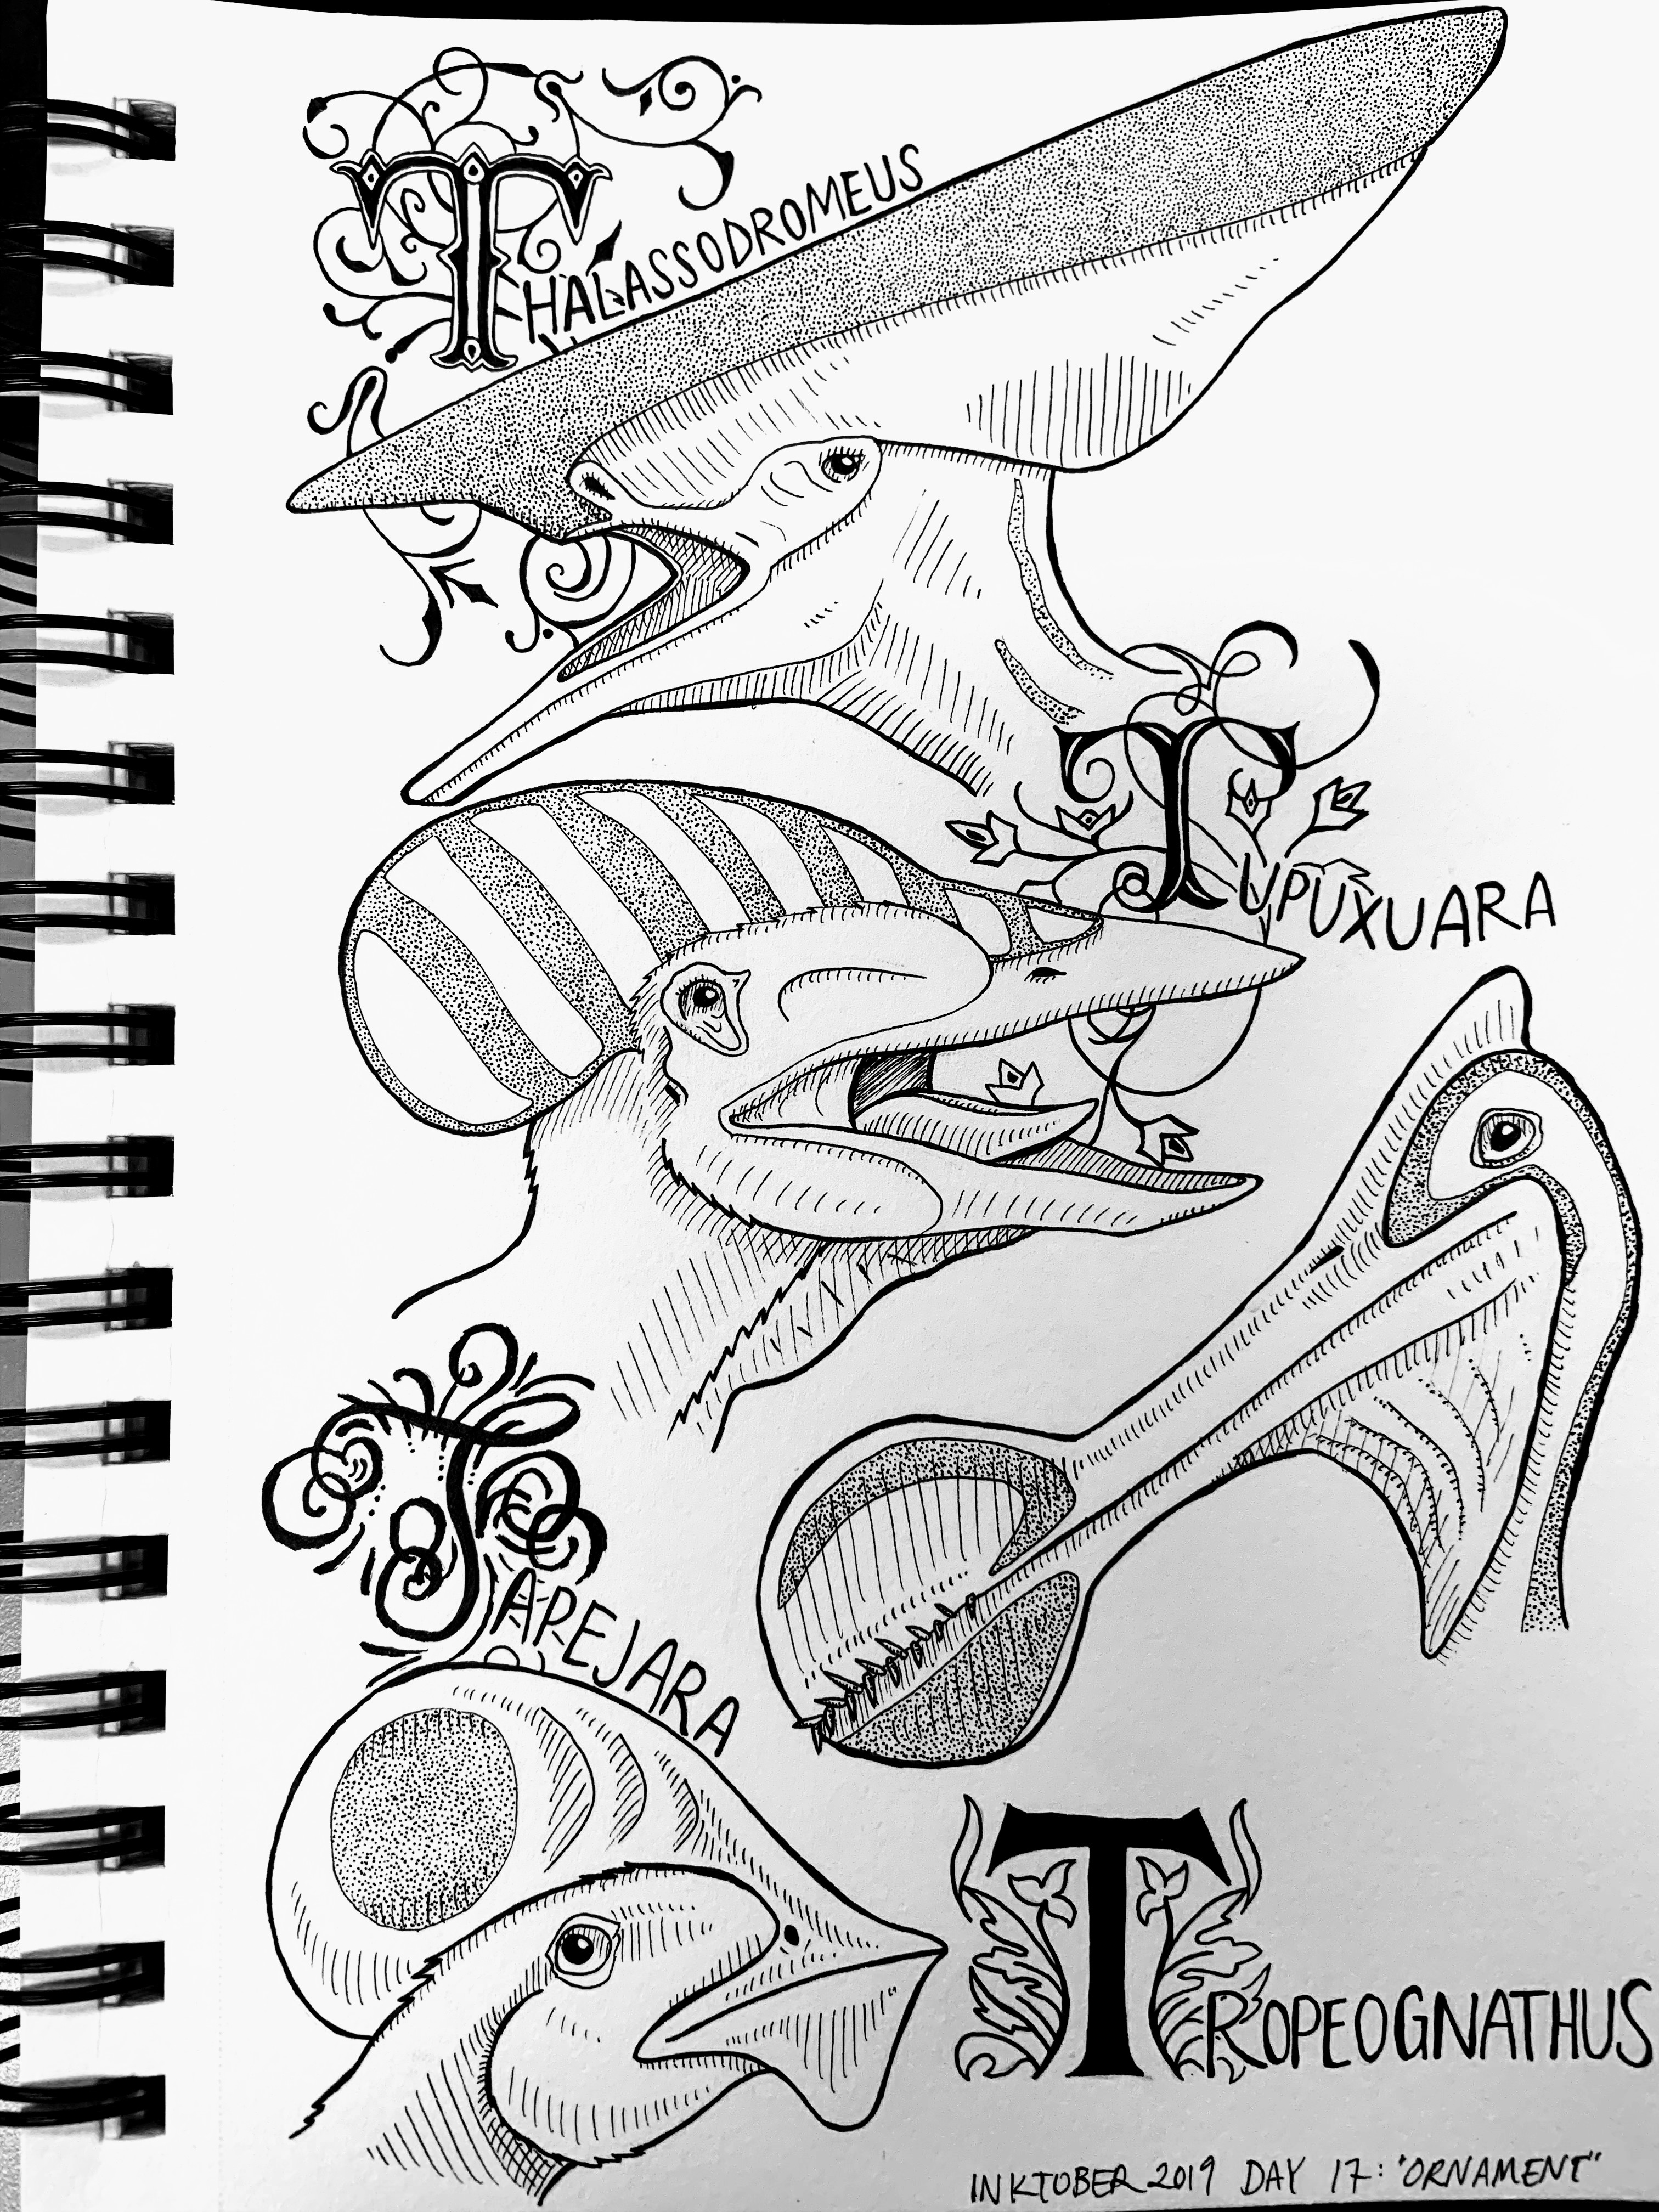 THALASSODROMEUS
TUPUXUARA
TAPEJARA
TROPEOGNATHUS
INKTOBER 2019 DAY 17: "ORNAMENT"